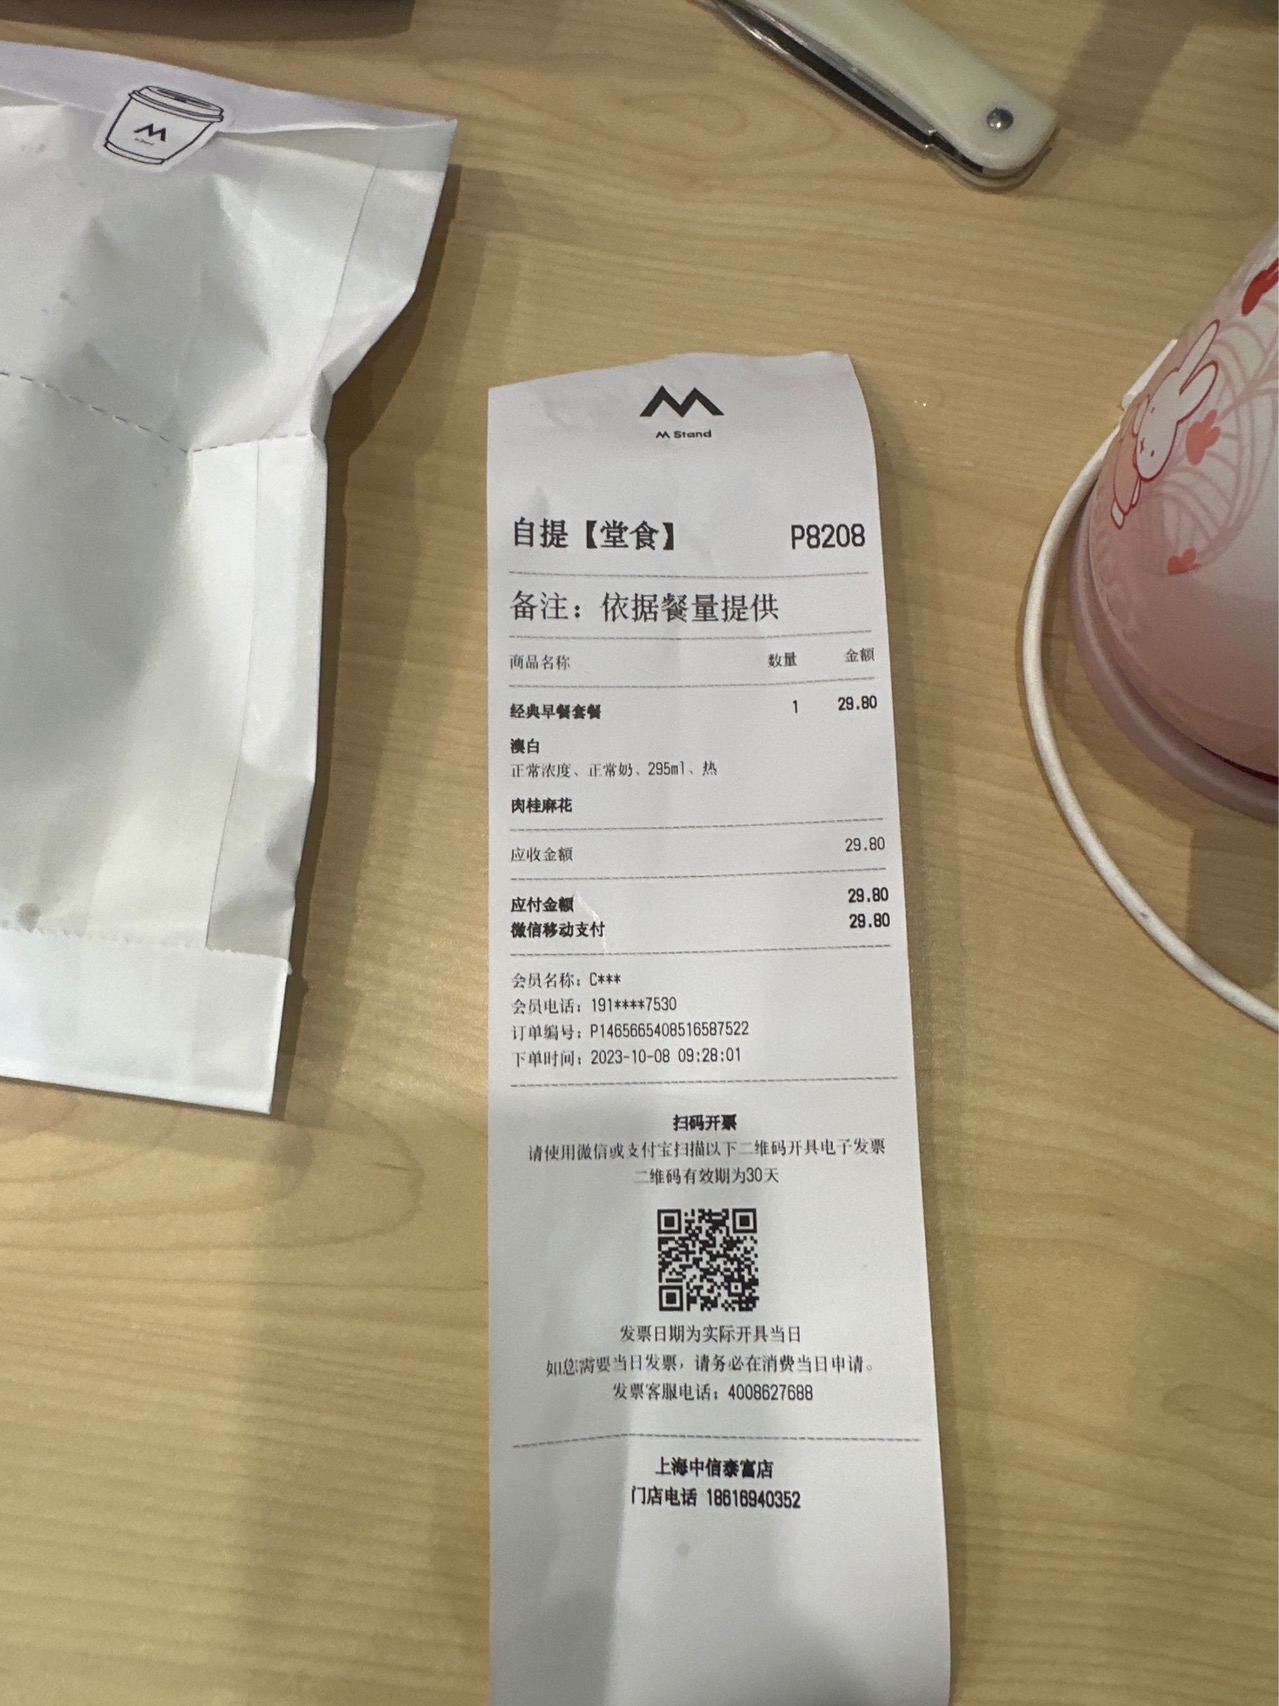 M Stand
自提【堂食】 P8208
备注：依据餐量提供
商品名称 数量 金额
经典早餐套餐 1 29.80
澳白
正常浓度、正常奶、295ml、热
肉桂麻花
应收金额 29.80
应付金额 29.80
微信移动支付 29.80
会员名称：C***
会员电话：191****7530
订单编号：P1465665408516587522
下单时间：2023-10-08 09:28:01
扫码开票
请使用微信或支付宝扫描以下二维码开具电子发票
二维码有效期为30天
发票日期为实际开具当日
如您需要当日发票，请务必在消费当日申请。
发票客服电话：4008627688
上海中信泰富店
门店电话 18616940352